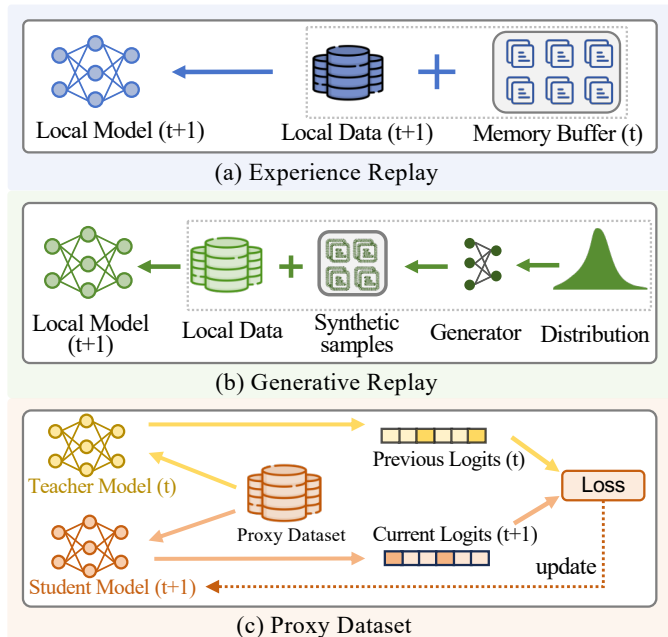 Local Model (t+1)
Local Data (t+1)
Memory Buffer (t)
(a) Experience Replay
Local Model
(t+1)
Local Data
Synthetic
samples
Generator
Distribution
(b) Generative Replay
Teacher Model (t)
Previous Logits (t)
Loss
Proxy Dataset
Current Logits (t+1)
Student Model (t+1)
update
(c) Proxy Dataset